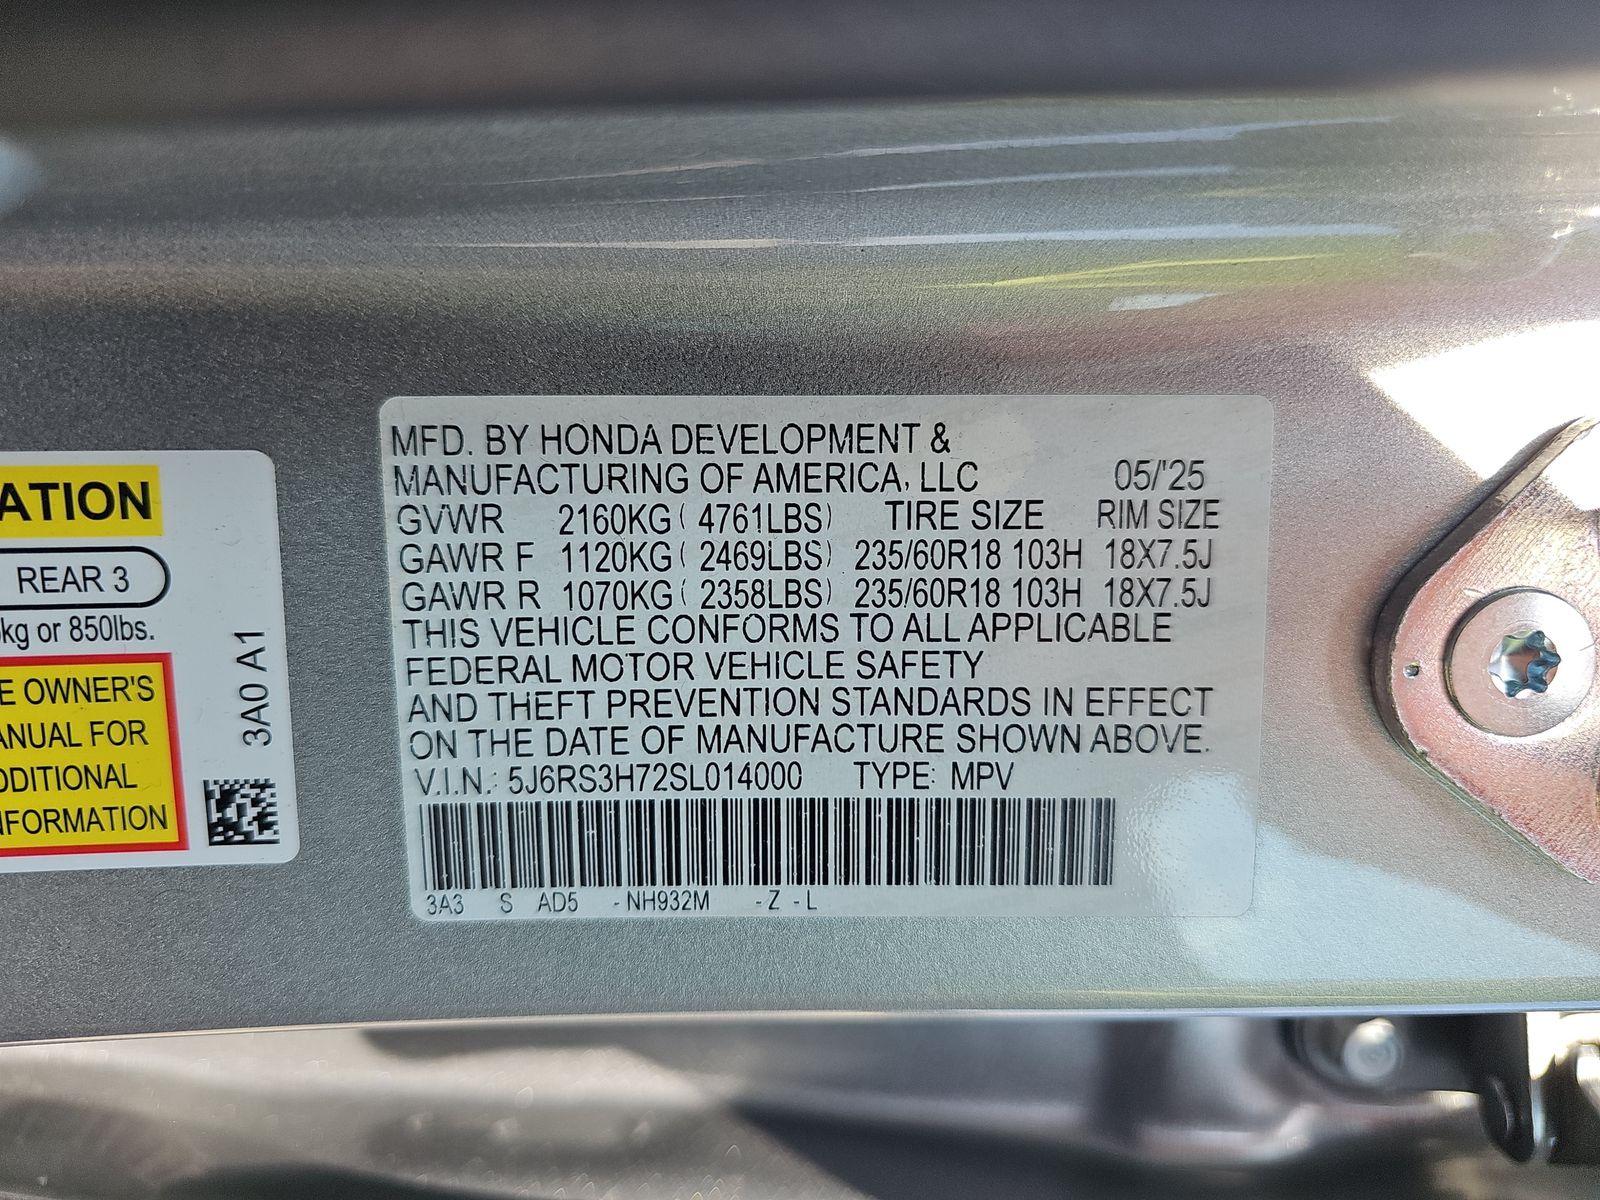 ATION
REAR 3
kg or 850lbs.
E OWNER'S
ANUAL FOR
DDITIONAL
NFORMATION
3A0 A1
MFD. BY HONDA DEVELOPMENT &
MANUFACTURING OF AMERICA, LLC 05/'25
GVWR 2160KG ( 4761LBS) TIRE SIZE RIM SIZE
GAWR F 1120KG ( 2469LBS) 235/60R18 103H 18X7.5J
GAWR R 1070KG ( 2358LBS) 235/60R18 103H 18X7.5J
THIS VEHICLE CONFORMS TO ALL APPLICABLE
FEDERAL MOTOR VEHICLE SAFETY
AND THEFT PREVENTION STANDARDS IN EFFECT
ON THE DATE OF MANUFACTURE SHOWN ABOVE.
V.I.N.: 5J6RS3H72SL014000 TYPE: MPV
3A3 S AD5 - NH932M - Z - L